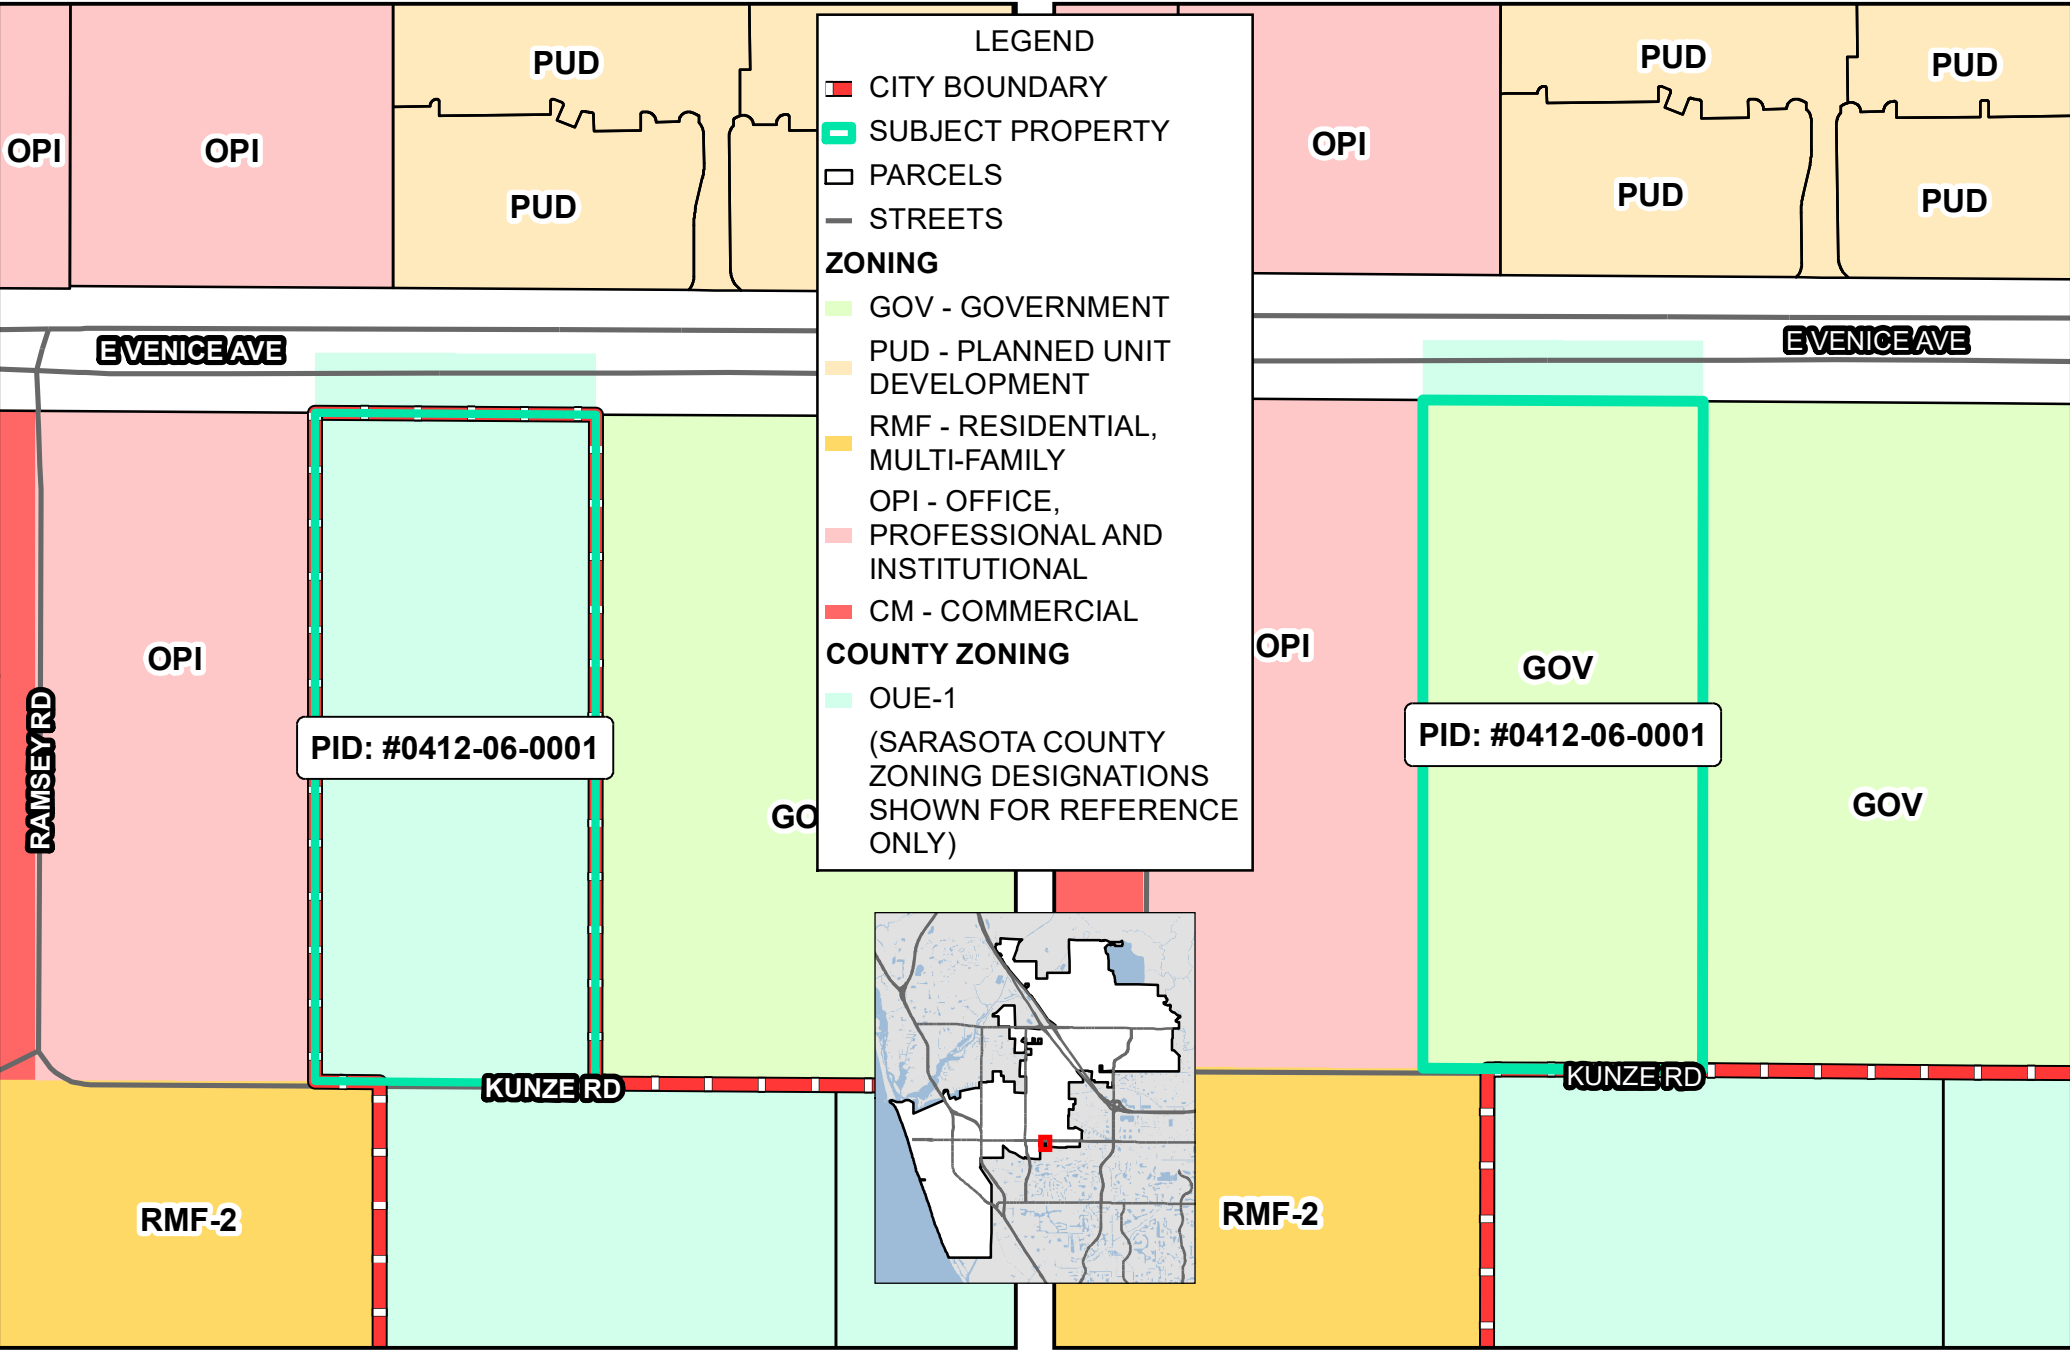 PUD
OPI
OPI
PUD
E VENICE AVE
OPI
RAMSEY RD
PID: #0412-06-0001
GO
KUNZE RD
RMF-2
LEGEND
CITY BOUNDARY
SUBJECT PROPERTY
PARCELS
STREETS
ZONING
GOV - GOVERNMENT
PUD - PLANNED UNIT
DEVELOPMENT
RMF - RESIDENTIAL,
MULTI-FAMILY
OPI - OFFICE,
PROFESSIONAL AND
INSTITUTIONAL
CM - COMMERCIAL
COUNTY ZONING
OUE-1
(SARASOTA COUNTY
ZONING DESIGNATIONS
SHOWN FOR REFERENCE
ONLY)
PUD
PUD
OPI
PUD
PUD
E VENICE AVE
OPI
GOV
PID: #0412-06-0001
GOV
KUNZE RD
RMF-2